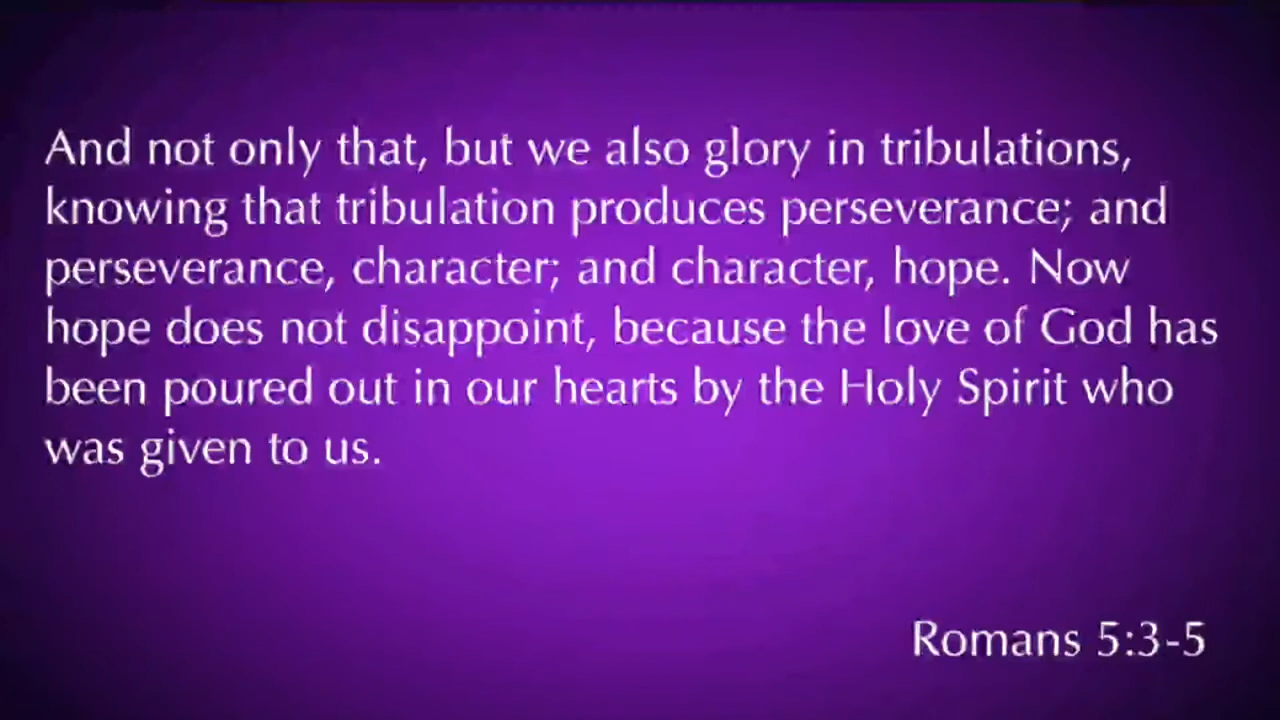 And not only that, but we also glory in tribulations,
knowing that tribulation produces perseverance; and
perseverance, character; and character, hope. Now
hope does not disappoint, because the love of God has
been poured out in our hearts by the Holy Spirit who
was given to us.
Romans 5:3-5